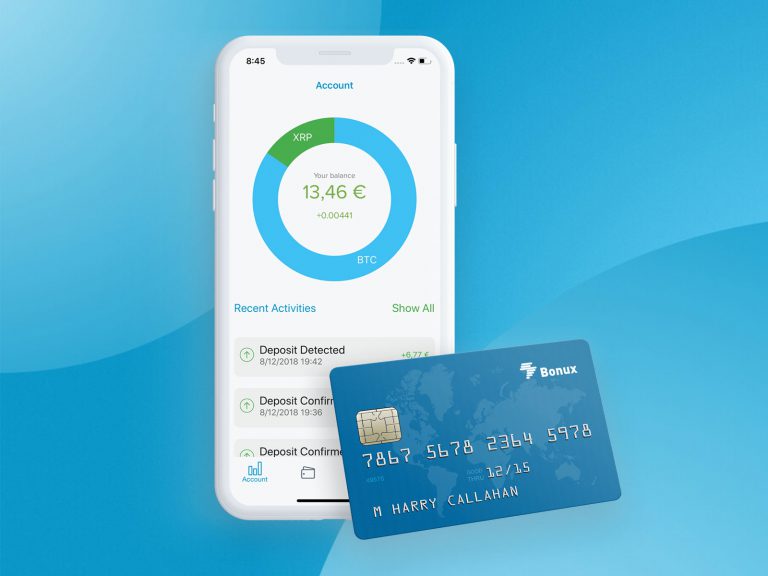 8:45
Account
XRP
Your balance
13,46 €
+0.00441
BTC
Recent Activities
Show All
Deposit Detected
8/12/2018 19:42
+6,77 €
Deposit Confirm
8/12/2018 19:36
Deposit Confirme
Account
Bonux
7867 5678 2364 5978
GOOD
THRU
12/15
M HARRY CALLAHAN